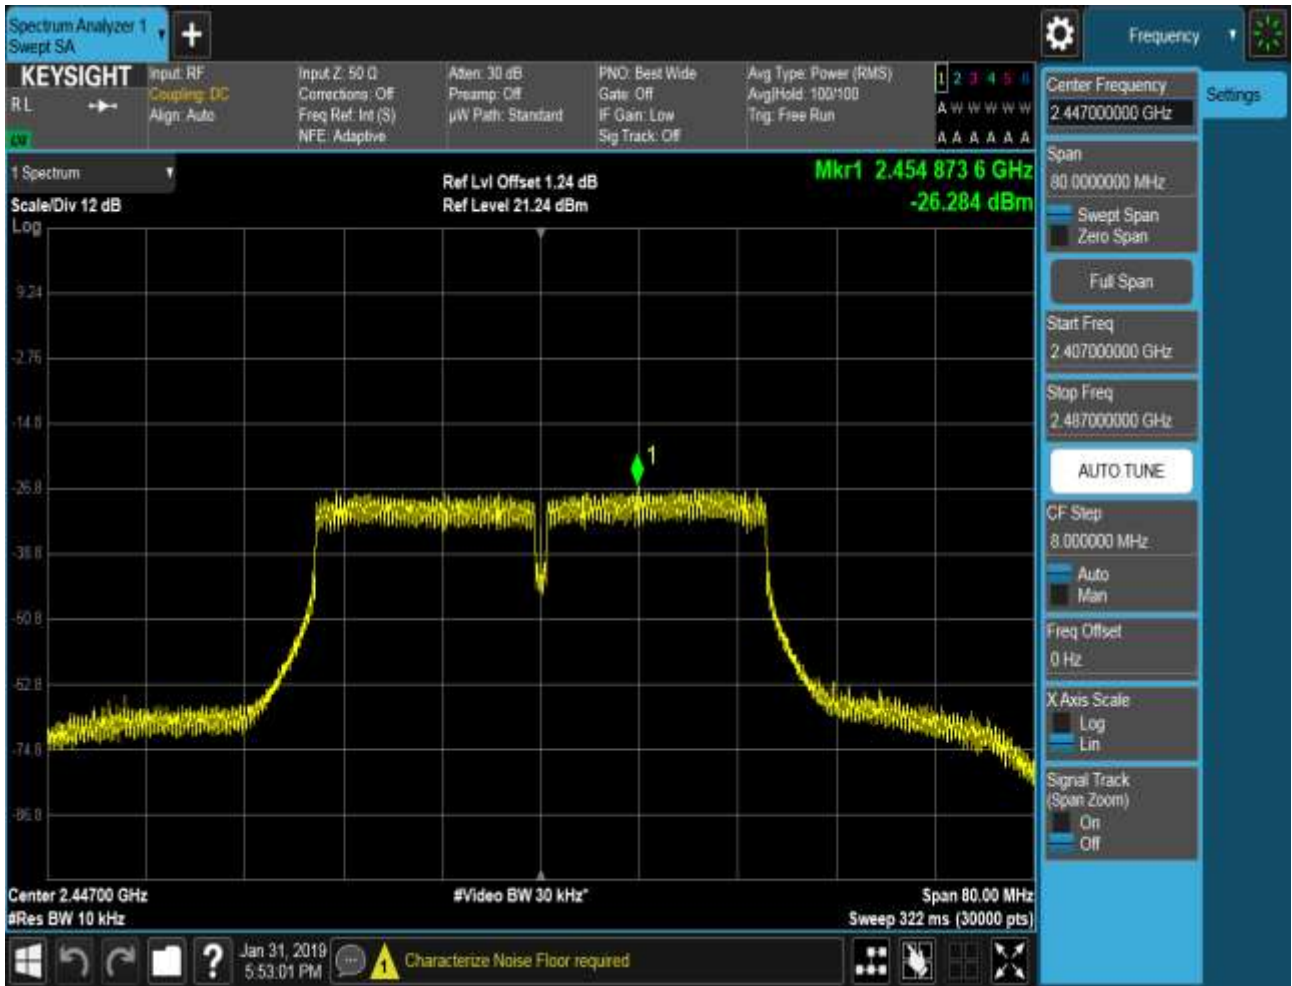 Spectrum Analyzer 1
Swept SA
+
Frequency
KEYSIGHT
R L
Input: RF
Coupling: DC
Align: Auto
Input Z: 50 Ω
Corrections: Off
Freq Ref: Int (S)
NFE: Adaptive
Atten: 30 dB
Preamp: Off
µW Path: Standard
PNO: Best Wide
Gate: Off
IF Gain: Low
Sig Track: Off
Avg Type: Power (RMS)
Avg|Hold: 100/100
Trig: Free Run
1 2 3 4 5 6
A W W W W W
A A A A A A
1 Spectrum
Scale/Div 12 dB
Log
Ref Lvl Offset 1.24 dB
Ref Level 21.24 dBm
Mkr1 2.454 873 6 GHz
-26.284 dBm
9.24
-2.76
-14.8
-26.8
-38.8
-50.8
-62.8
-74.8
-86.8
1
Center 2.44700 GHz
#Res BW 10 kHz
#Video BW 30 kHz*
Span 80.00 MHz
Sweep 322 ms (30000 pts)
Center Frequency
2.447000000 GHz
Settings
Span
80.0000000 MHz
Swept Span
Zero Span
Full Span
Start Freq
2.407000000 GHz
Stop Freq
2.487000000 GHz
AUTO TUNE
CF Step
8.000000 MHz
Auto
Man
Freq Offset
0 Hz
X Axis Scale
Log
Lin
Signal Track
(Span Zoom)
On
Off
?
Jan 31, 2019
5:53:01 PM
1
Characterize Noise Floor required